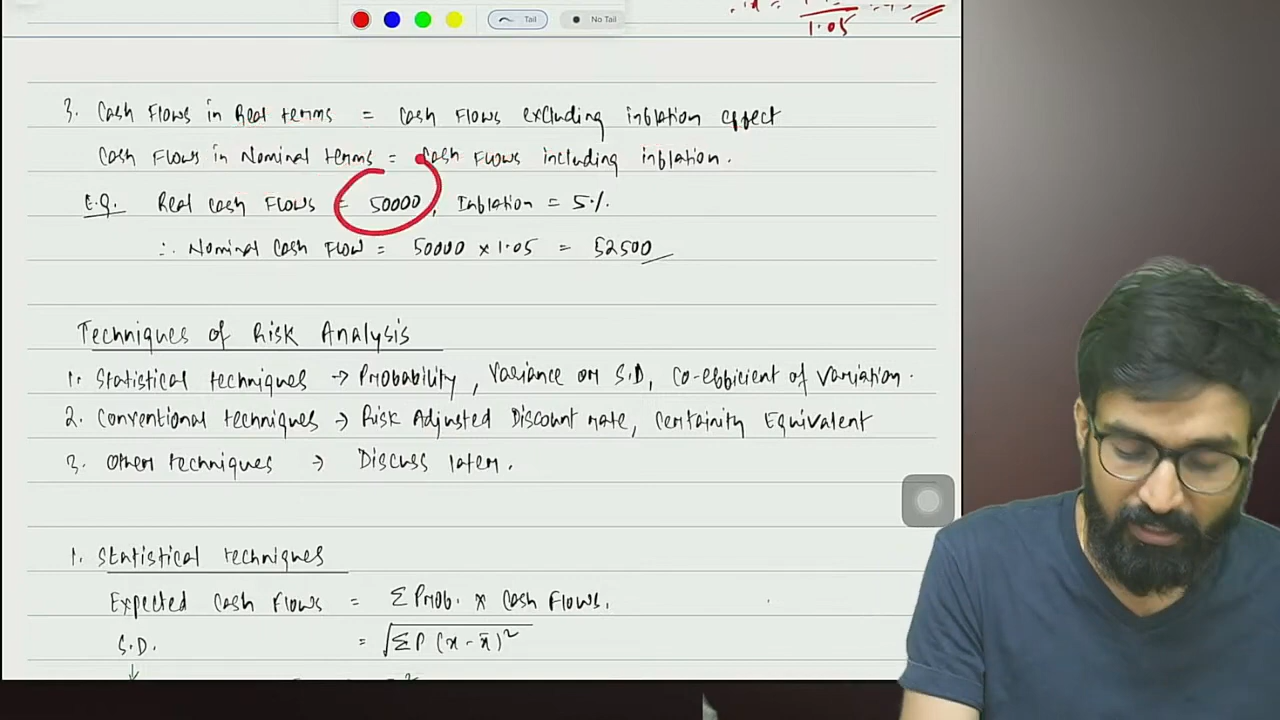 Tail
No Tail
1.05
3. Cash Flows in Real terms = Cash Flows excluding inflation effect
Cash Flows in Nominal terms = Cash Flows including inflation.
E.g. Real Cash Flows = 50000, Inflation = 5%.
∴ Nominal Cash Flow = 50000 × 1.05 = 52500
Techniques of Risk Analysis
1. Statistical techniques → Probability, Variance or S.D, Co-efficient of Variation.
2. Conventional techniques → Risk Adjusted Discount rate, Certainity Equivalent
3. Other techniques → Discuss later.
1. Statistical techniques
Expected Cash Flows = Σ Prob. × Cash Flows.
S.D. = √ΣP (x - x̄)²